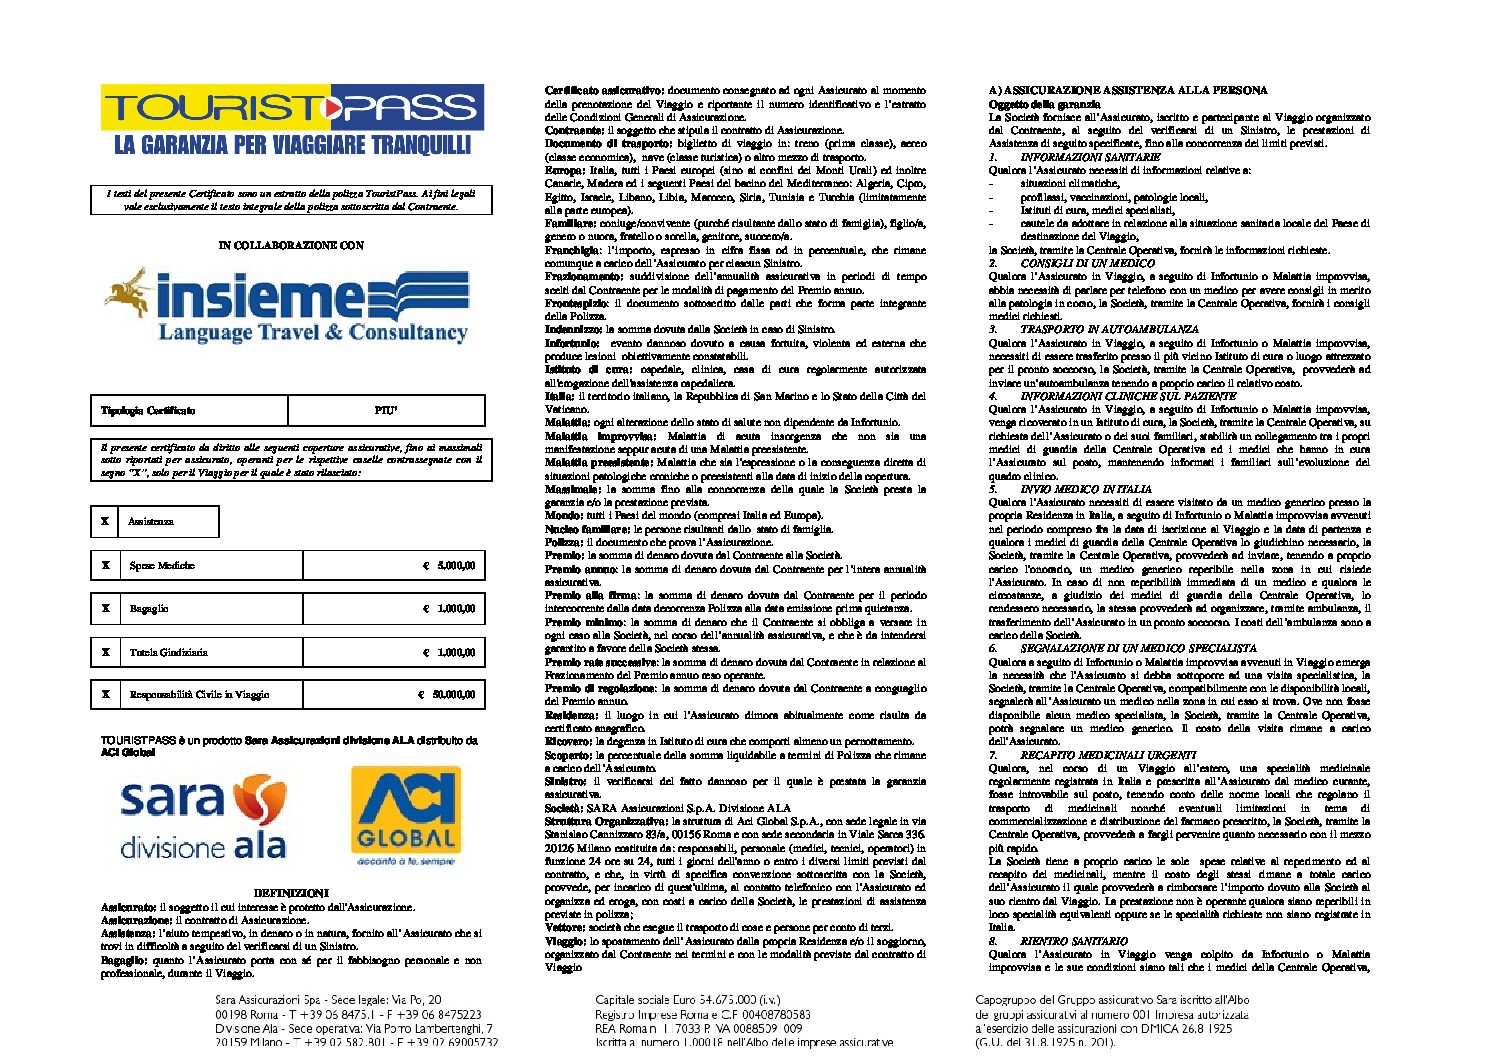 TOURISTPASS
LA GARANZIA PER VIAGGIARE TRANQUILLI
I testi del presente Certificato sono un estratto della polizza TouristPass. Ai fini legali
vale esclusivamente il testo integrale della polizza sottoscritta dal Contraente.
IN COLLABORAZIONE CON
insieme
Language Travel & Consultancy
Tipologia Certificato PIU'
Il presente certificato da diritto alle seguenti coperture assicurative, fino ai massimali
sotto riportati per assicurato, operanti per le rispettive caselle contrassegnate con il
segno "X", solo per il Viaggio per il quale è stato rilasciato:
X Assistenza
X Spese Mediche € 5.000,00
X Bagaglio € 1.000,00
X Tutela Giudiziaria € 1.000,00
X Responsabilità Civile in Viaggio € 50.000,00
TOURISTPASS è un prodotto Sara Assicurazioni divisione ALA distribuito da
ACI Global
sara
divisione ala
ACI
GLOBAL
accanto a te, sempre
DEFINIZIONI
Assicurato: il soggetto il cui interesse è protetto dall'Assicurazione.
Assicurazione: il contratto di Assicurazione.
Assistenza: l'aiuto tempestivo, in denaro o in natura, fornito all'Assicurato che si
trovi in difficoltà a seguito del verificarsi di un Sinistro.
Bagaglio: quanto l'Assicurato porta con sé per il fabbisogno personale e non
professionale, durante il Viaggio.
Certificato assicurativo: documento consegnato ad ogni Assicurato al momento
della prenotazione del Viaggio e riportante il numero identificativo e l'estratto
delle Condizioni Generali di Assicurazione.
Contraente: il soggetto che stipula il contratto di Assicurazione.
Documento di trasporto: biglietto di viaggio in: treno (prima classe), aereo
(classe economica), nave (classe turistica) o altro mezzo di trasporto.
Europa: Italia, tutti i Paesi europei (sino ai confini dei Monti Urali) ed inoltre
Canarie, Madera ed i seguenti Paesi del bacino del Mediterraneo: Algeria, Cipro,
Egitto, Israele, Libano, Libia, Marocco, Siria, Tunisia e Turchia (limitatamente
alla parte europea).
Familiare: coniuge/convivente (purché risultante dallo stato di famiglia), figlio/a,
genero o nuora, fratello o sorella, genitore, suocero/a.
Franchigia: l'importo, espresso in cifra fissa od in percentuale, che rimane
comunque a carico dell'Assicurato per ciascun Sinistro.
Frazionamento: suddivisione dell'annualità assicurativa in periodi di tempo
scelti dal Contraente per le modalità di pagamento del Premio annuo.
Frontespizio: il documento sottoscritto dalle parti che forma parte integrante
della Polizza.
Indennizzo: la somma dovuta dalla Società in caso di Sinistro.
Infortunio: evento dannoso dovuto a causa fortuita, violenta ed esterna che
produce lesioni obiettivamente constatabili.
Istituto di cura: ospedale, clinica, casa di cura regolarmente autorizzata
all'erogazione dell'assistenza ospedaliera.
Italia: il territorio italiano, la Repubblica di San Marino e lo Stato della Città del
Vaticano.
Malattia: ogni alterazione dello stato di salute non dipendente da Infortunio.
Malattia improvvisa: Malattia di acuta insorgenza che non sia una
manifestazione seppur acuta di una Malattia preesistente.
Malattia preesistente: Malattia che sia l'espressione o la conseguenza diretta di
situazioni patologiche croniche o preesistenti alla data di inizio della copertura.
Massimale: la somma fino alla concorrenza della quale la Società presta la
garanzia e/o la prestazione prevista.
Mondo: tutti i Paesi del mondo (compresi Italia ed Europa).
Nucleo familiare: le persone risultanti dallo stato di famiglia.
Polizza: il documento che prova l'Assicurazione.
Premio: la somma di denaro dovuta dal Contraente alla Società.
Premio annuo: la somma di denaro dovuta dal Contraente per l'intera annualità
assicurativa.
Premio alla firma: la somma di denaro dovuta dal Contraente per il periodo
intercorrente dalla data decorrenza Polizza alla data emissione prima quietanza.
Premio minimo: la somma di denaro che il Contraente si obbliga a versare in
ogni caso alla Società, nel corso dell'annualità assicurativa, e che è da intendersi
garantito a favore della Società stessa.
Premio rate successive: la somma di denaro dovuta dal Contraente in relazione al
Frazionamento del Premio annuo reso operante.
Premio di regolazione: la somma di denaro dovuta dal Contraente a conguaglio
del Premio annuo.
Residenza: il luogo in cui l'Assicurato dimora abitualmente come risulta da
certificato anagrafico.
Ricovero: la degenza in Istituto di cura che comporti almeno un pernottamento.
Scoperto: la percentuale della somma liquidabile a termini di Polizza che rimane
a carico dell'Assicurato.
Sinistro: il verificarsi del fatto dannoso per il quale è prestata la garanzia
assicurativa.
Società: SARA Assicurazioni S.p.A. Divisione ALA
Struttura Organizzativa: la struttura di Aci Global S.p.A., con sede legale in via
Stanislao Cannizzaro 83/a, 00156 Roma e con sede secondaria in Viale Sarca 336.
20126 Milano costituita da: responsabili, personale (medici, tecnici, operatori) in
funzione 24 ore su 24, tutti i giorni dell'anno o entro i diversi limiti previsti dal
contratto, e che, in virtù di specifica convenzione sottoscritta con la Società,
provvede, per incarico di quest'ultima, al contatto telefonico con l'Assicurato ed
organizza ed eroga, con costi a carico della Società, le prestazioni di assistenza
previste in polizza;
Vettore: società che esegue il trasporto di cose e persone per conto di terzi.
Viaggio: lo spostamento dell'Assicurato dalla propria Residenza e/o il soggiorno,
organizzato dal Contraente nei termini e con le modalità previste dal contratto di
Viaggio
A) ASSICURAZIONE ASSISTENZA ALLA PERSONA
Oggetto della garanzia
La Società fornisce all'Assicurato, iscritto e partecipante al Viaggio organizzato
dal Contraente, al seguito del verificarsi di un Sinistro, le prestazioni di
Assistenza di seguito specificate, fino alla concorrenza dei limiti previsti.
1. INFORMAZIONI SANITARIE
Qualora l'Assicurato necessiti di informazioni relative a:
- situazioni climatiche,
- profilassi, vaccinazioni, patologie locali,
- Istituti di cura, medici specialisti,
- cautele da adottare in relazione alla situazione sanitaria locale del Paese di
destinazione del Viaggio,
la Società, tramite la Centrale Operativa, fornirà le informazioni richieste.
2. CONSIGLI DI UN MEDICO
Qualora l'Assicurato in Viaggio, a seguito di Infortunio o Malattia improvvisa,
abbia necessità di parlare per telefono con un medico per avere consigli in merito
alla patologia in corso, la Società, tramite la Centrale Operativa, fornirà i consigli
medici richiesti.
3. TRASPORTO IN AUTOAMBULANZA
Qualora l'Assicurato in Viaggio, a seguito di Infortunio o Malattia improvvisa,
necessiti di essere trasferito presso il più vicino Istituto di cura o luogo attrezzato
per il pronto soccorso, la Società, tramite la Centrale Operativa, provvederà ad
inviare un'autoambulanza tenendo a proprio carico il relativo costo.
4. INFORMAZIONI CLINICHE SUL PAZIENTE
Qualora l'Assicurato in Viaggio, a seguito di Infortunio o Malattia improvvisa,
venga ricoverato in un Istituto di cura, la Società, tramite la Centrale Operativa, su
richiesta dell'Assicurato o dei suoi familiari, stabilirà un collegamento tra i propri
medici di guardia della Centrale Operativa ed i medici che hanno in cura
l'Assicurato sul posto, mantenendo informati i familiari sull'evoluzione del
quadro clinico.
5. INVIO MEDICO IN ITALIA
Qualora l'Assicurato necessiti di essere visitato da un medico generico presso la
propria Residenza in Italia, a seguito di Infortunio o Malattia improvvisa avvenuti
nel periodo compreso fra la data di iscrizione al Viaggio e la data di partenza e
qualora i medici di guardia della Centrale Operativa lo giudichino necessario, la
Società, tramite la Centrale Operativa, provvederà ad inviare, tenendo a proprio
carico l'onorario, un medico generico reperibile nella zona in cui risiede
l'Assicurato. In caso di non reperibilità immediata di un medico e qualora le
circostanze, a giudizio dei medici di guardia della Centrale Operativa, lo
rendessero necessario, la stessa provvederà ad organizzare, tramite ambulanza, il
trasferimento dell'Assicurato in un pronto soccorso. I costi dell'ambulanza sono a
carico della Società.
6. SEGNALAZIONE DI UN MEDICO SPECIALISTA
Qualora a seguito di Infortunio o Malattia improvvisa avvenuti in Viaggio emerga
la necessità che l'Assicurato si debba sottoporre ad una visita specialistica, la
Società, tramite la Centrale Operativa, compatibilmente con le disponibilità locali,
segnalerà all'Assicurato un medico nella zona in cui esso si trova. Ove non fosse
disponibile alcun medico specialista, la Società, tramite la Centrale Operativa,
potrà segnalare un medico generico. Il costo della visita rimane a carico
dell'Assicurato.
7. RECAPITO MEDICINALI URGENTI
Qualora, nel corso di un Viaggio all'estero, una specialità medicinale
regolarmente registrata in Italia e prescritta all'Assicurato dal medico curante,
fosse introvabile sul posto, tenendo conto delle norme locali che regolano il
trasporto di medicinali nonché eventuali limitazioni in tema di
commercializzazione e distribuzione del farmaco prescritto, la Società, tramite la
Centrale Operativa, provvederà a fargli pervenire quanto necessario con il mezzo
più rapido.
La Società tiene a proprio carico le sole spese relative al reperimento ed al
recapito dei medicinali, mentre il costo degli stessi rimane a totale carico
dell'Assicurato il quale provvederà a rimborsare l'importo dovuto alla Società al
suo rientro dal Viaggio. La prestazione non è operante qualora siano reperibili in
loco specialità equivalenti oppure se le specialità richieste non siano registrate in
Italia.
8. RIENTRO SANITARIO
Qualora l'Assicurato in Viaggio venga colpito da Infortunio o Malattia
improvvisa e le sue condizioni siano tali che i medici della Centrale Operativa,
Sara Assicurazioni Spa - Sede legale: Via Po, 20
00198 Roma - T +39 06 8475.1 - F +39 06 8475223
Divisione Ala - Sede operativa: Via Porro Lambertenghi, 7
20159 Milano - T +39 02 582.801 - F +39 02 69005732
Capitale sociale Euro 54.675.000 (i.v.)
Registro Imprese Roma e C.F. 00408780583
REA Roma n. 117033 P. IVA 00885091009
Iscritta al numero 1.00018 nell'Albo delle imprese assicurative.
Capogruppo del Gruppo assicurativo Sara iscritto all'Albo
dei gruppi assicurativi al numero 001 Impresa autorizzata
all'esercizio delle assicurazioni con DMICA 26.8.1925
(G.U. del 31.8.1925 n. 201).